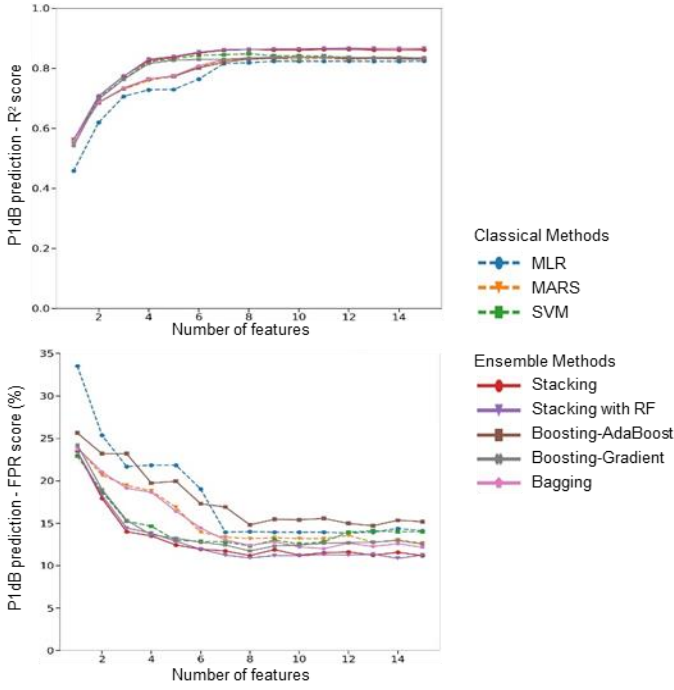 P1dB prediction - R² score
1.0
0.8
0.6
0.4
0.2
0.0
2 4 6 8 10 12 14
Number of features
Classical Methods
MLR
MARS
SVM
Ensemble Methods
Stacking
Stacking with RF
Boosting-AdaBoost
Boosting-Gradient
Bagging
P1dB prediction - FPR score (%)
35
30
25
20
15
10
5
0
2 4 6 8 10 12 14
Number of features